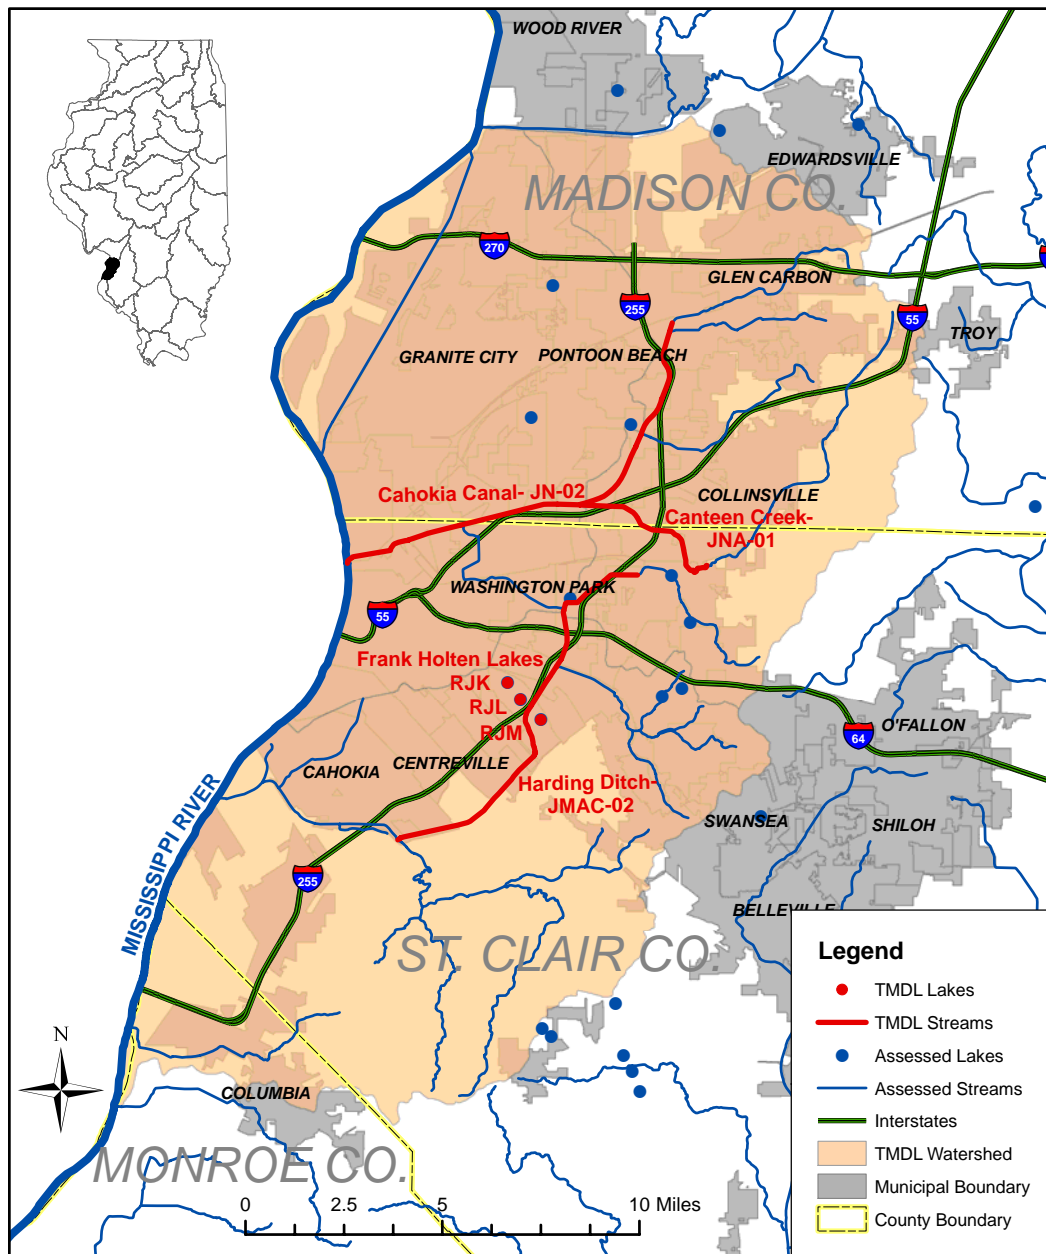 WOOD RIVER
EDWARDSVILLE
MADISON CO.
270
GLEN CARBON
255
55
TROY
GRANITE CITY
PONTOON BEACH
Cahokia Canal- JN-02
COLLINSVILLE
Canteen Creek-
JNA-01
WASHINGTON PARK
55
Frank Holten Lakes
RJK
RJL
RJM
O'FALLON
64
CAHOKIA
CENTREVILLE
Harding Ditch-
JMAC-02
SWANSEA
SHILOH
255
MISSISSIPPI RIVER
BELLEVILLE
ST. CLAIR CO.
Legend
TMDL Lakes
TMDL Streams
Assessed Lakes
Assessed Streams
Interstates
TMDL Watershed
Municipal Boundary
County Boundary
N
COLUMBIA
MONROE CO.
0 2.5 5 10 Miles